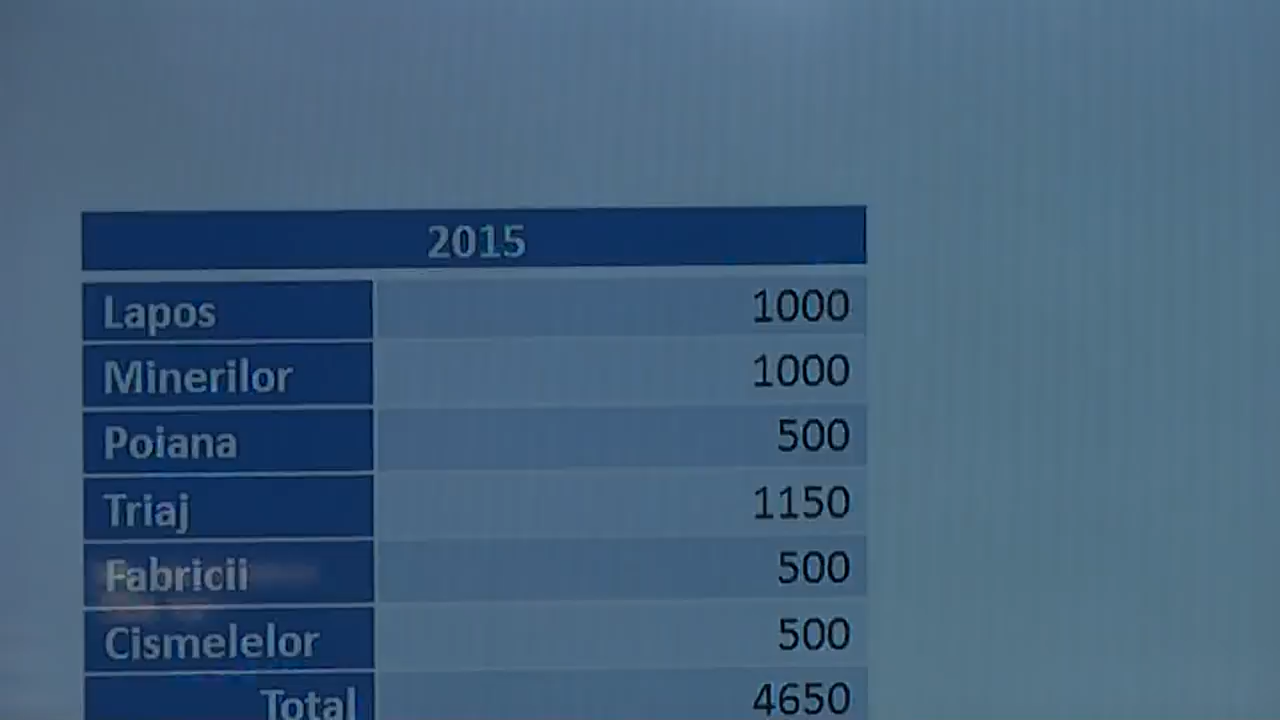 2015
Lapos 1000
Minerilor 1000
Poiana 500
Triaj 1150
Fabricii 500
Cismelelor 500
Total 4650